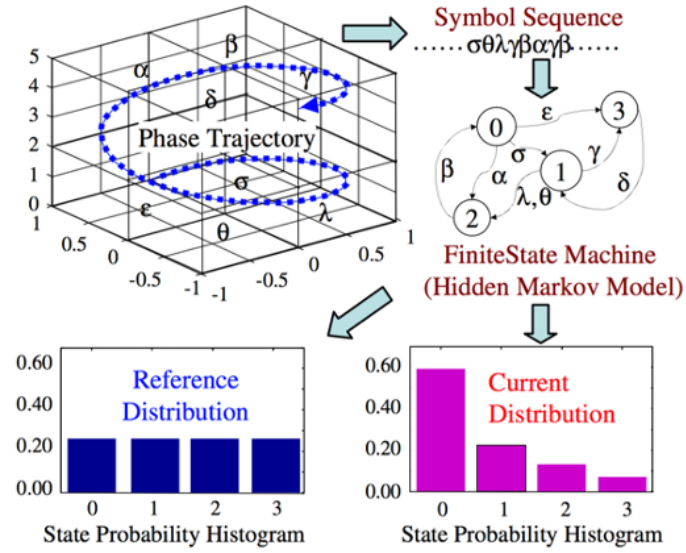 Symbol Sequence
......σθλγβαγβ......
5
4
3
2
1
0
α
β
γ
δ
Phase Trajectory
σ
ε
θ
λ
1
0.5
0
-0.5
-1
-1
-0.5
0
0.5
1
0
3
1
2
ε
σ
γ
β
α
λ,θ
δ
FiniteState Machine
(Hidden Markov Model)
0.60
0.40
0.20
0.00
Reference
Distribution
0 1 2 3
State Probability Histogram
0.60
0.40
0.20
0.00
Current
Distribution
0 1 2 3
State Probability Histogram